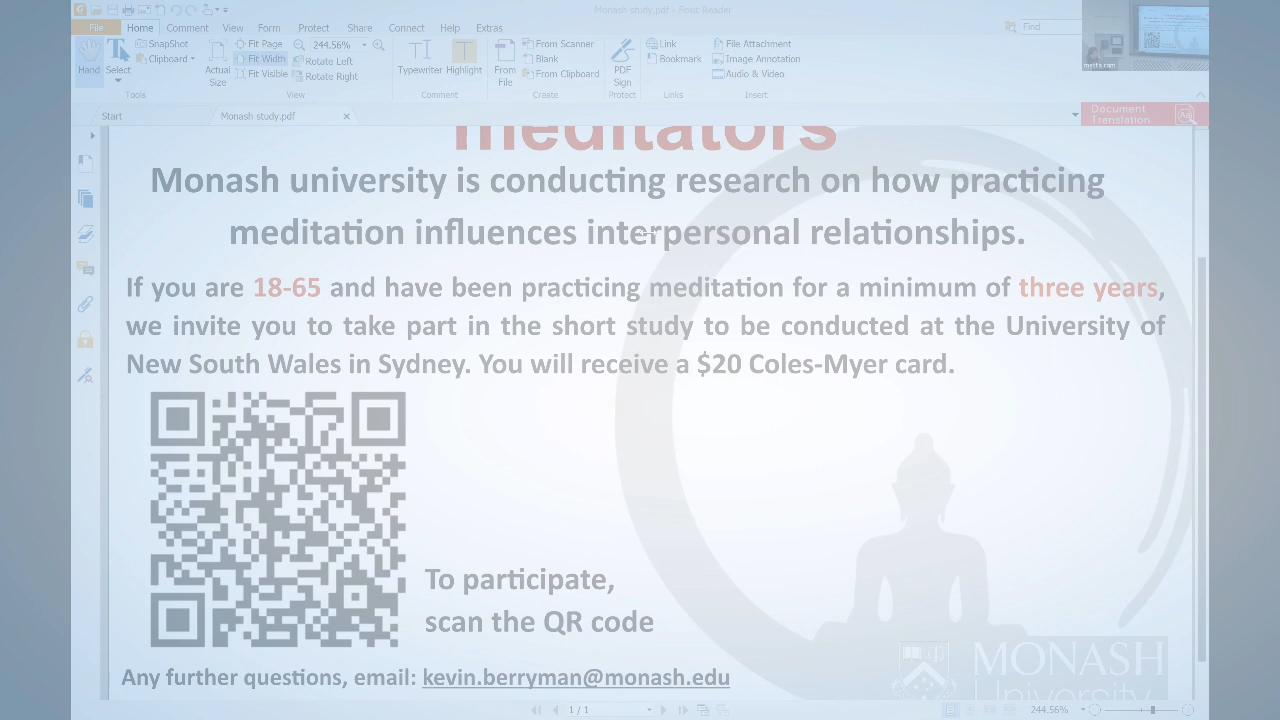 Monash study.pdf - Foxit Reader
File Home Comment View Form Protect Share Connect Help Extras Find
SnapShot Fit Page 244.56% From Scanner Link File Attachment
Clipboard Fit Width Rotate Left Blank Bookmark Image Annotation
Hand Select Actual Size Fit Visible Rotate Right Typewriter Highlight From File From Clipboard PDF Sign Audio & Video
Tools View Comment Create Protect Links Insert
metta ram
Start Monash study.pdf Document Translation
meditators
Monash university is conducting research on how practicing
meditation influences interpersonal relationships.
If you are 18-65 and have been practicing meditation for a minimum of three years,
we invite you to take part in the short study to be conducted at the University of
New South Wales in Sydney. You will receive a $20 Coles-Myer card.
To participate,
scan the QR code
Any further questions, email: kevin.berryman@monash.edu
MONASH
University
1 / 1 244.56%